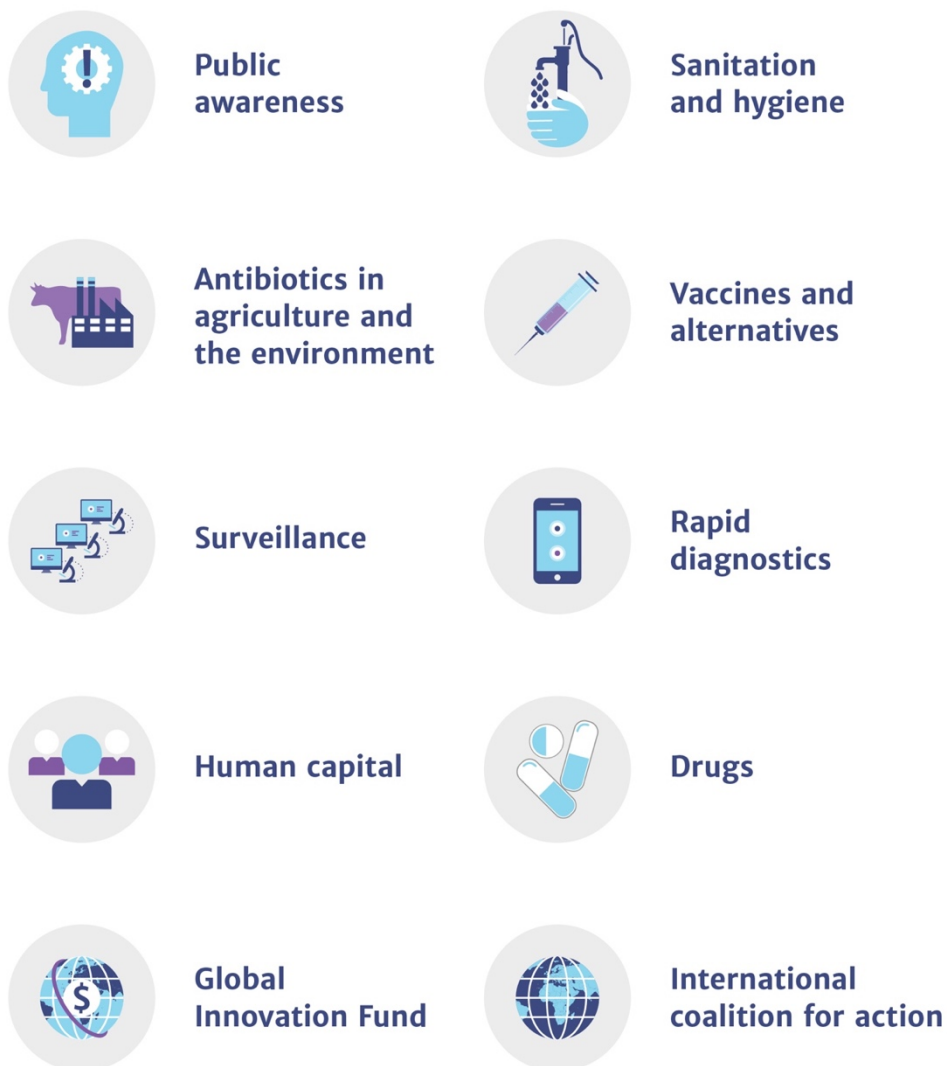 Public
awareness
Sanitation
and hygiene
Antibiotics in
agriculture and
the environment
Vaccines and
alternatives
Surveillance
Rapid
diagnostics
Human capital
Drugs
Global
Innovation Fund
International
coalition for action